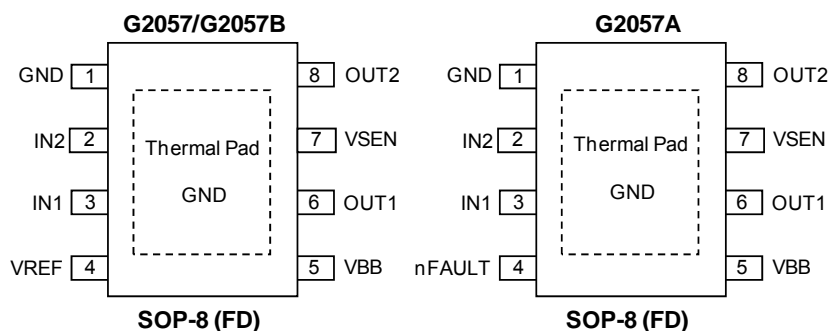 G2057/G2057B
GND 1
8 OUT2
IN2 2
7 VSEN
IN1 3
6 OUT1
VREF 4
5 VBB
Thermal Pad
GND
SOP-8 (FD)
G2057A
GND 1
8 OUT2
IN2 2
7 VSEN
IN1 3
6 OUT1
nFAULT 4
5 VBB
Thermal Pad
GND
SOP-8 (FD)